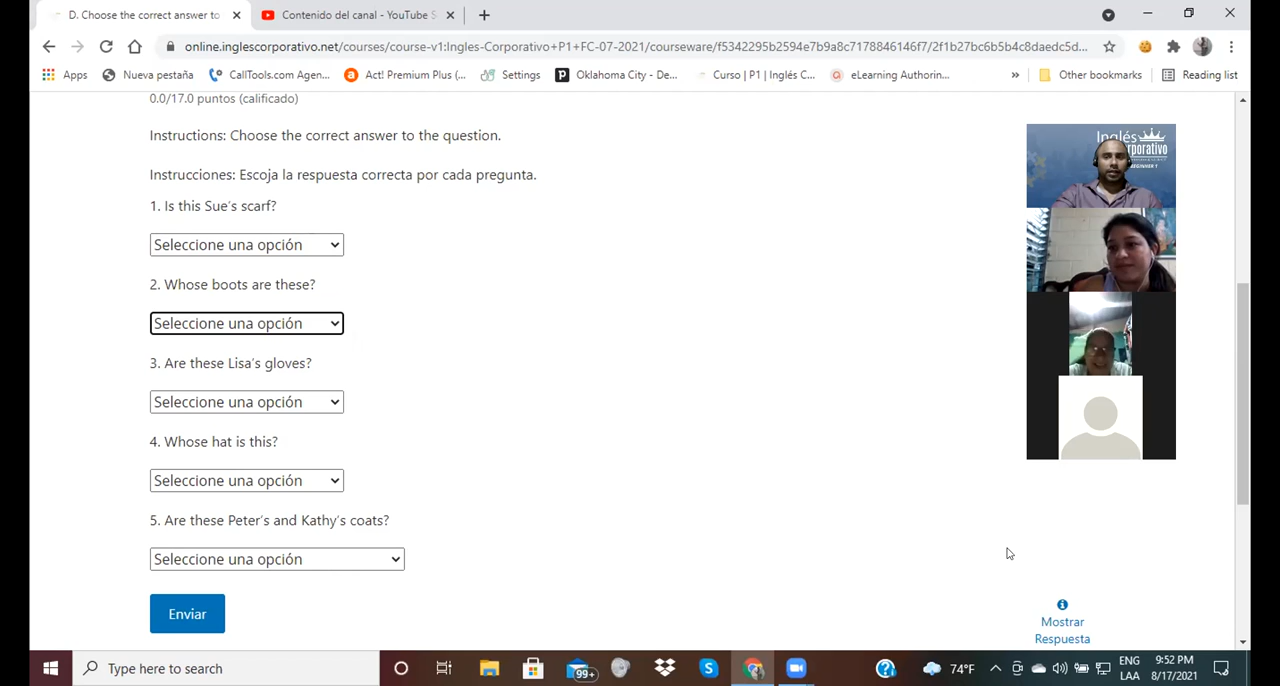 D. Choose the correct answer to
Contenido del canal - YouTube S
online.inglescorporativo.net/courses/course-v1:Ingles-Corporativo+P1+FC-07-2021/courseware/f5342295b2594e7b9a8c7178846146f7/2f1b27bc6b5b4c8daedc5d...
Apps
Nueva pestaña
CallTools.com Agen...
Act! Premium Plus (...
Settings
Oklahoma City - De...
Curso | P1 | Inglés C...
eLearning Authorin...
»
Other bookmarks
Reading list
0.0/17.0 puntos (calificado)
Instructions: Choose the correct answer to the question.
Instrucciones: Escoja la respuesta correcta por cada pregunta.
1. Is this Sue's scarf?
Seleccione una opción
2. Whose boots are these?
Seleccione una opción
3. Are these Lisa's gloves?
Seleccione una opción
4. Whose hat is this?
Seleccione una opción
5. Are these Peter's and Kathy's coats?
Seleccione una opción
Enviar
Mostrar
Respuesta
Inglés
BEGINNER 1
Type here to search
99+
74°F
ENG
LAA
9:52 PM
8/17/2021